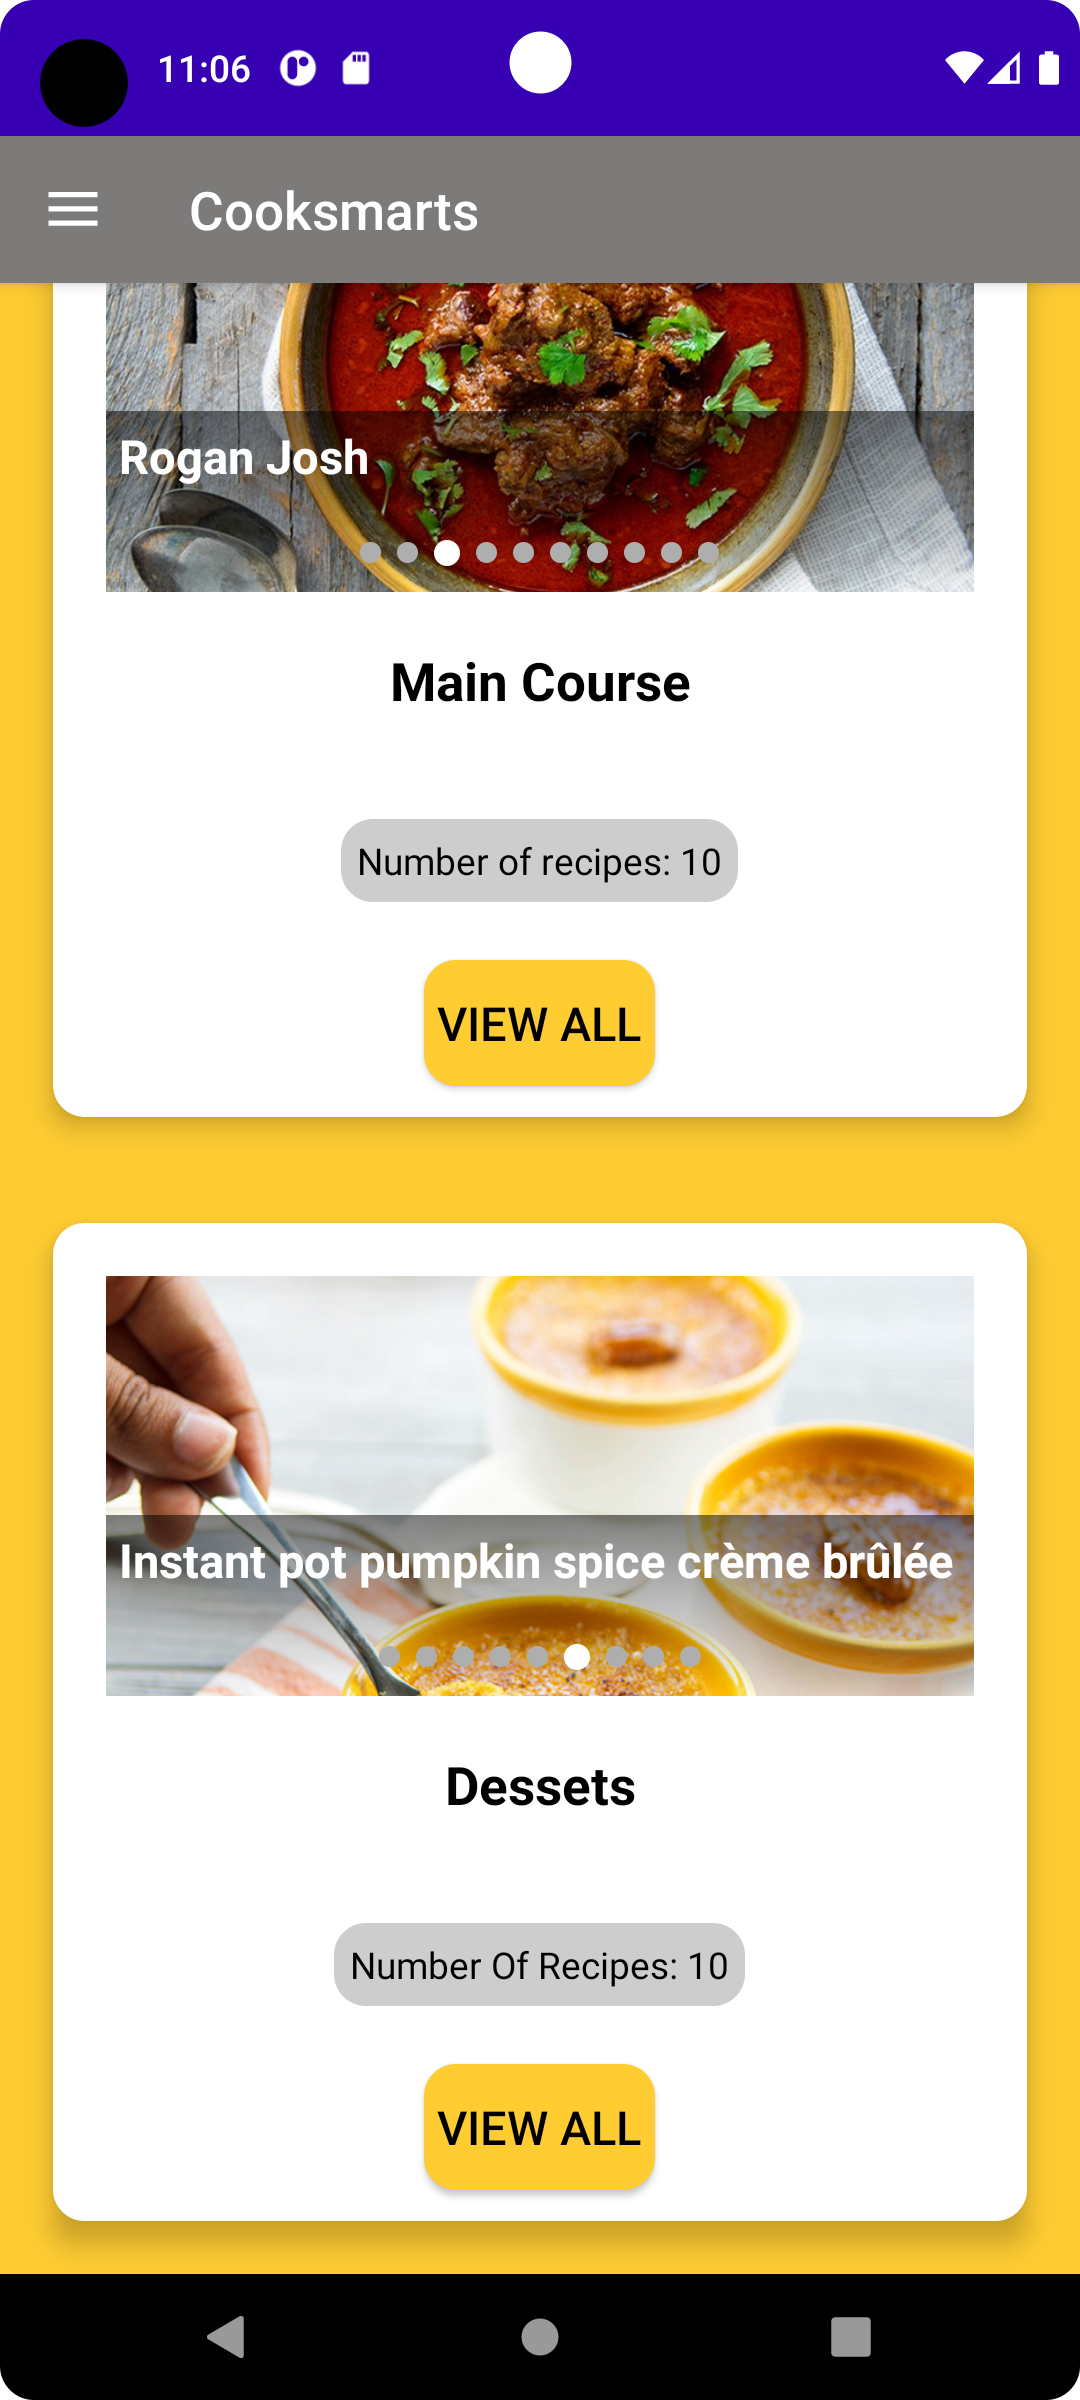 11:06
Cooksmarts
Rogan Josh
Main Course
Number of recipes: 10
VIEW ALL
Instant pot pumpkin spice crème brûlée
Dessets
Number Of Recipes: 10
VIEW ALL